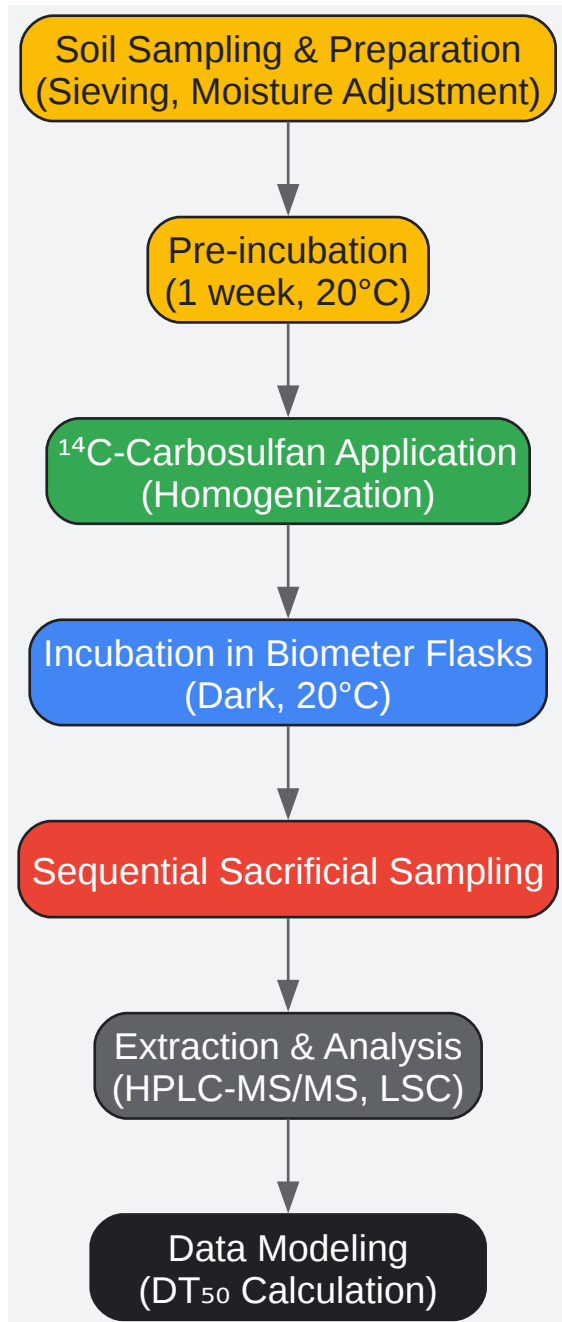 Soil Sampling & Preparation
(Sieving, Moisture Adjustment)
Pre-incubation
(1 week, 20°C)
¹⁴C-Carbosulfan Application
(Homogenization)
Incubation in Biometer Flasks
(Dark, 20°C)
Sequential Sacrificial Sampling
Extraction & Analysis
(HPLC-MS/MS, LSC)
Data Modeling
(DT₅₀ Calculation)